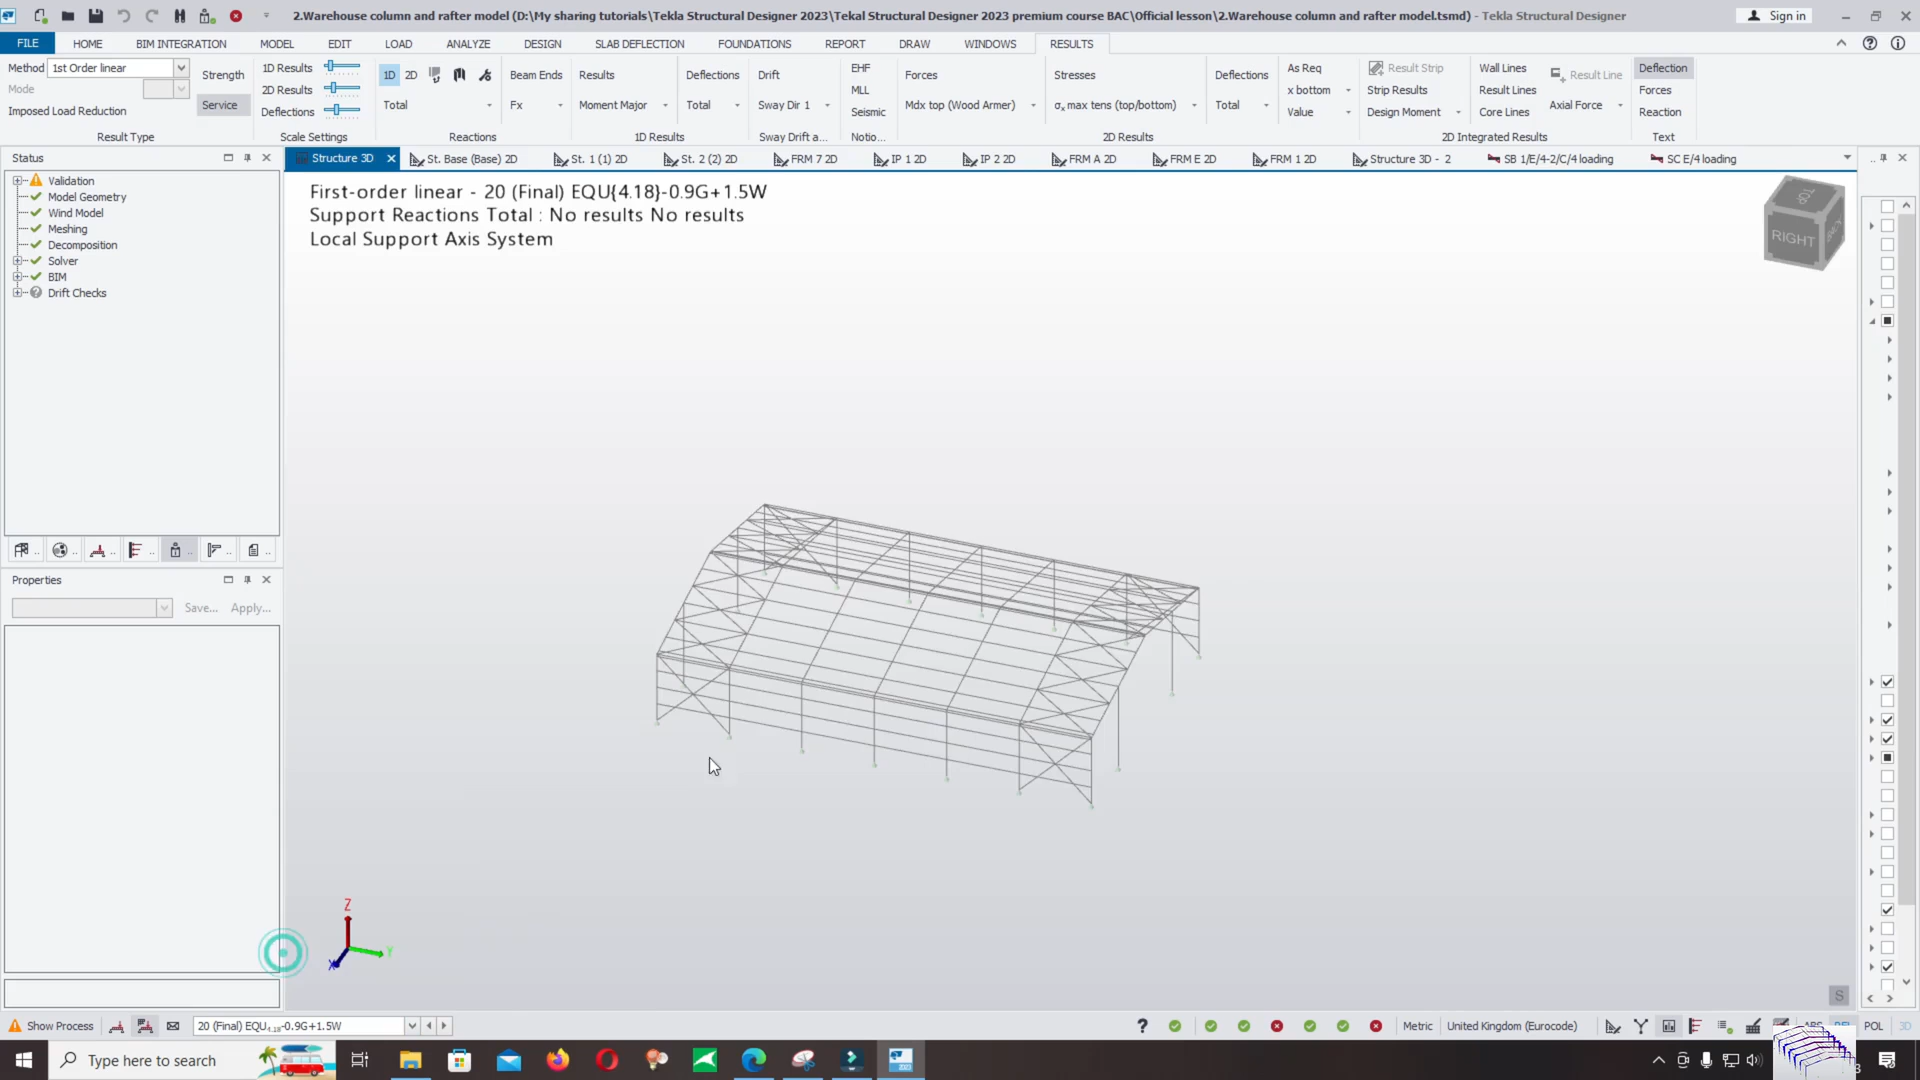 2.Warehouse column and rafter model (D:\My sharing tutorials\Tekla Structural Designer 2023\Tekal Structural Designer 2023 premium course BAC\Official lesson\2.Warehouse column and rafter model.tsmd) - Tekla Structural Designer
Sign in
FILE HOME BIM INTEGRATION MODEL EDIT LOAD ANALYZE DESIGN SLAB DEFLECTION FOUNDATIONS REPORT DRAW WINDOWS RESULTS
Method 1st Order linear Strength 1D Results 1D 2D Beam Ends Results Deflections Drift EHF Forces Stresses Deflections As Req Result Strip Wall Lines Result Line Deflection
Mode 2D Results MLL x bottom Strip Results Result Lines Forces
Service Total Fx Moment Major Total Sway Dir 1 Mdx top (Wood Armer) σx max tens (top/bottom) Total Axial Force
Imposed Load Reduction Deflections Seismic Value Design Moment Core Lines Reaction
Result Type Scale Settings Reactions 1D Results Sway Drift a... Notio... 2D Results 2D Integrated Results Text
Status
Structure 3D St. Base (Base) 2D St. 1 (1) 2D St. 2 (2) 2D FRM 7 2D IP 1 2D IP 2 2D FRM A 2D FRM E 2D FRM 1 2D Structure 3D - 2 SB 1/E/4-2/C/4 loading SC E/4 loading
Validation
Model Geometry
Wind Model
Meshing
Decomposition
Solver
BIM
Drift Checks
First-order linear - 20 (Final) EQU{4.18}-0.9G+1.5W
Support Reactions Total : No results No results
Local Support Axis System
TOP
RIGHT
Properties
Save... Apply...
Z
Y
X
S
Show Process 20 (Final) EQU4.18-0.9G+1.5W Metric United Kingdom (Eurocode) POL 3D
Type here to search
2023